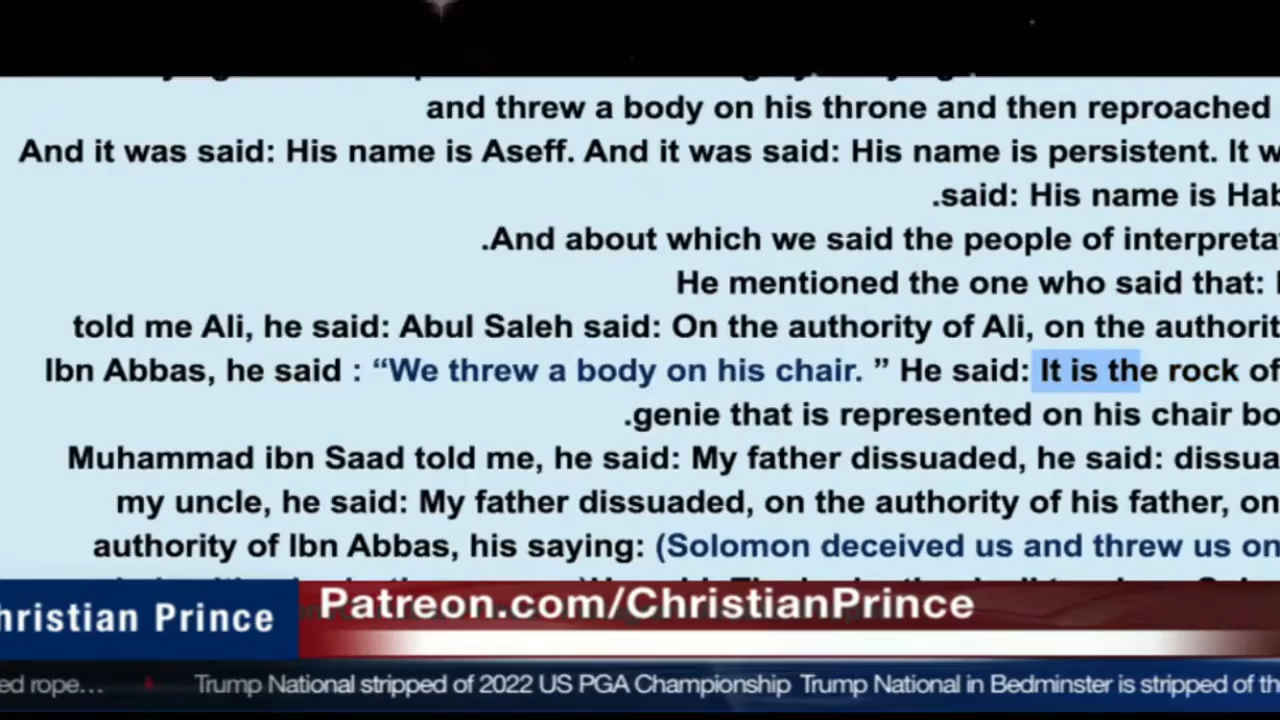 and threw a body on his throne and then reproached
And it was said: His name is Aseff. And it was said: His name is persistent. It
.said: His name is
.And about which we said the people of
He mentioned the one who said that:
told me Ali, he said: Abul Saleh said: On the authority of Ali, on the
Ibn Abbas, he said : “We threw a body on his chair. ” He said: It is the rock of
.genie that is represented on his chair
Muhammad ibn Saad told me, he said: My father dissuaded, he said:
my uncle, he said: My father dissuaded, on the authority of his father,
authority of Ibn Abbas, his saying: (Solomon deceived us and threw us on
hristian Prince
Patreon.com/ChristianPrince
ed rope... Trump National stripped of 2022 US PGA Championship Trump National in Bedminster is stripped of